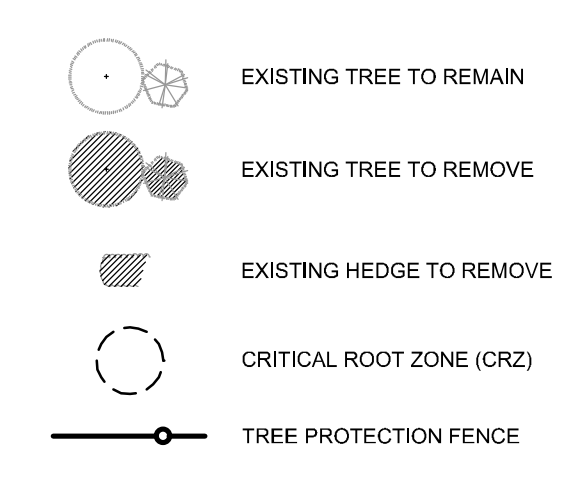 EXISTING TREE TO REMAIN
EXISTING TREE TO REMOVE
EXISTING HEDGE TO REMOVE
CRITICAL ROOT ZONE (CRZ)
TREE PROTECTION FENCE